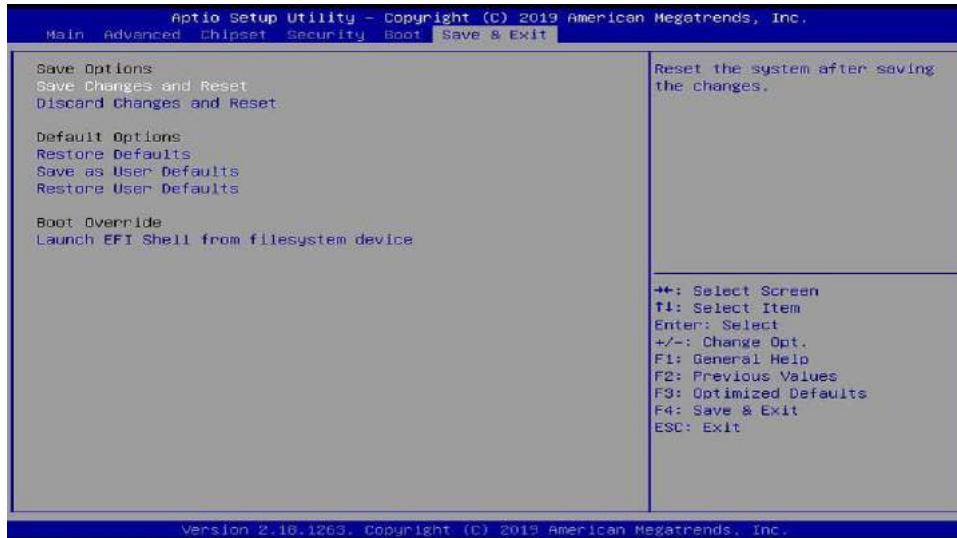 Aptio Setup Utility – Copyright (C) 2019 American Megatrends, Inc.
Main Advanced Chipset Security Boot Save & Exit
Save Options
Save Changes and Reset
Discard Changes and Reset
Default Options
Restore Defaults
Save as User Defaults
Restore User Defaults
Boot Override
Launch EFI Shell from filesystem device
Reset the system after saving
the changes.
→←: Select Screen
↑↓: Select Item
Enter: Select
+/-: Change Opt.
F1: General Help
F2: Previous Values
F3: Optimized Defaults
F4: Save & Exit
ESC: Exit
Version 2.18.1263. Copyright (C) 2019 American Megatrends, Inc.